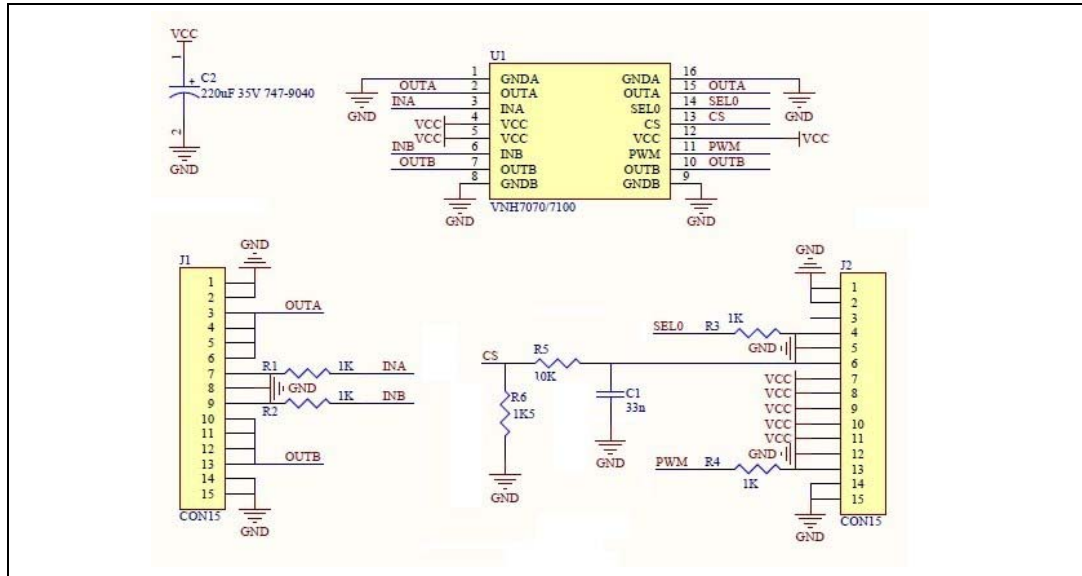 VCC
1
C2
220uF 35V 747-9040
2
GND
U1
1 GNDA GNDA 16
OUTA 2 OUTA OUTA 15 OUTA
INA 3 INA SEL0 14 SEL0
GND VCC 4 VCC CS 13 CS GND
VCC 5 VCC VCC 12 VCC
INB 6 INB PWM 11 PWM
OUTB 7 OUTB OUTB 10 OUTB
8 GNDB GNDB 9
GND GND
VNH7070/7100
J1
GND
1
2
3 OUTA
4
5
6
7 R1 1K INA
8 GND
9 R2 1K INB
10
11
12
13 OUTB
14
15
CON15
GND
CS
R5
10K
R6
1K5
C1
33n
GND
GND
GND
J2
1
2
3
SEL0 R3 1K 4
GND 5
6
VCC 7
VCC 8
VCC 9
VCC 10
VCC 11
GND 12
PWM R4 1K 13
14
15
GND
CON15